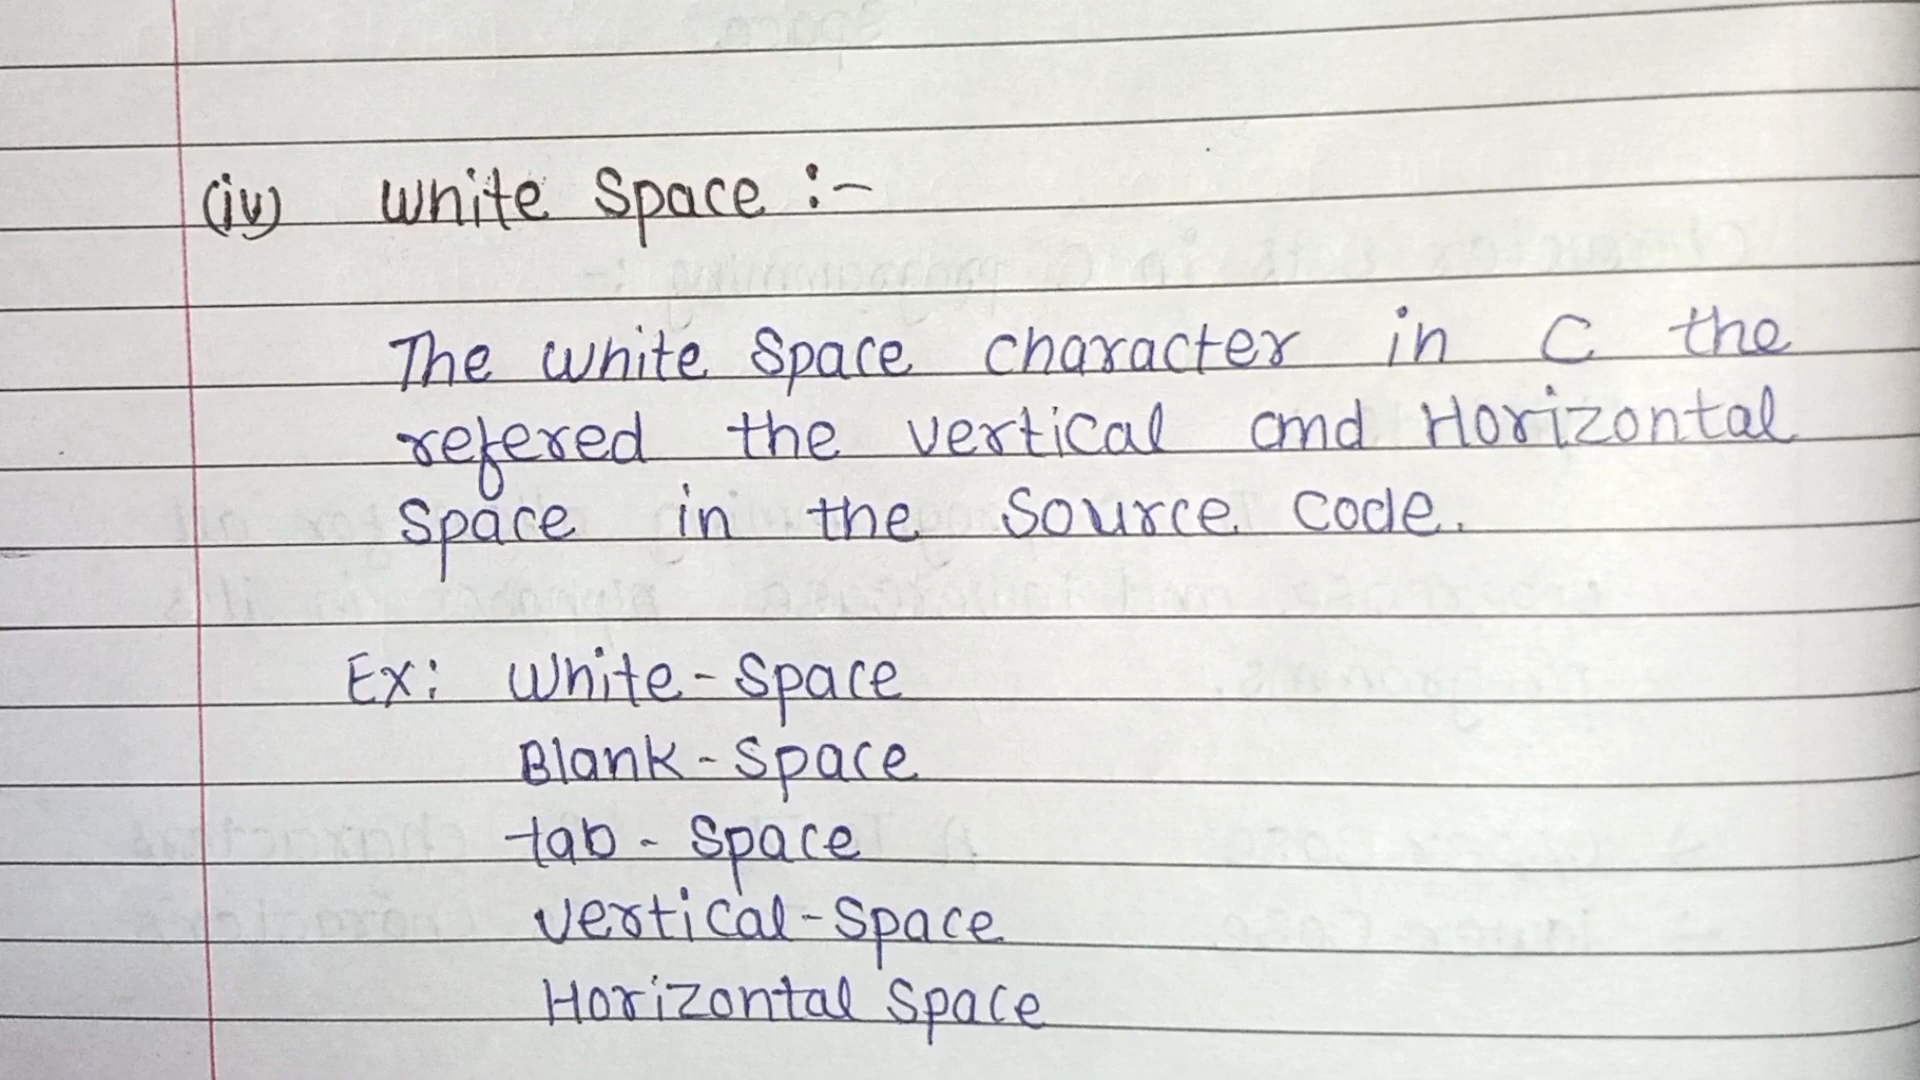 (iv) White Space :-
The white space character in C the
refered the vertical and Horizontal
Space in the Source code.
Ex: White-Space
Blank-Space
tab-Space
vertical-Space
Horizontal Space